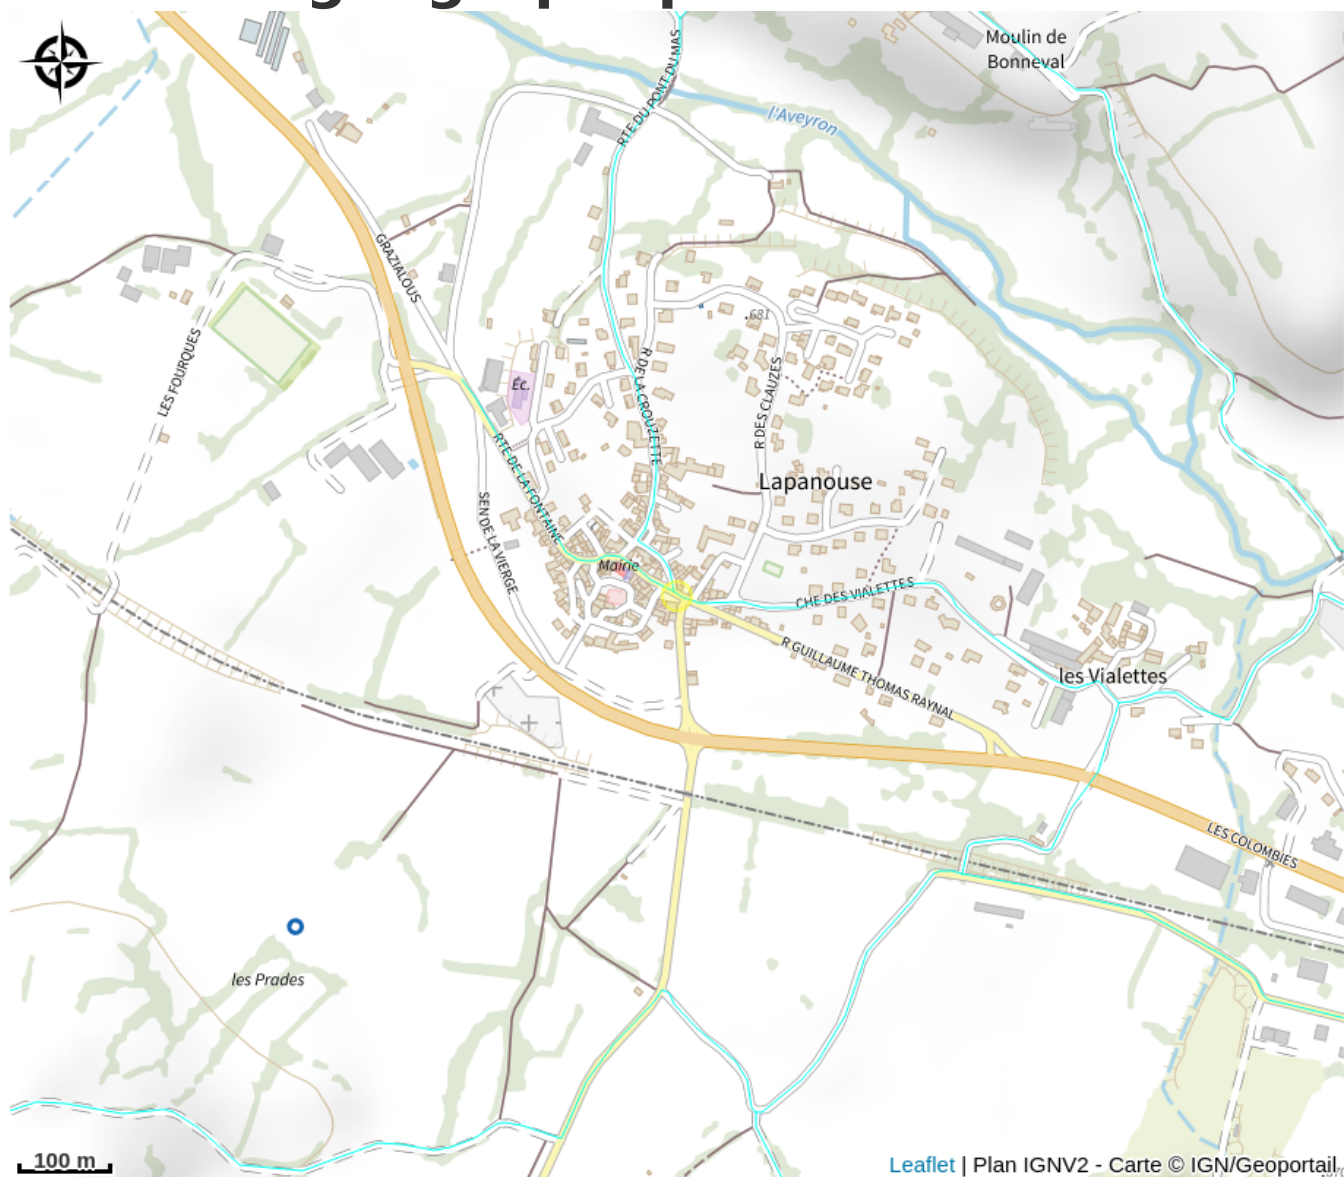 Moulin de
Bonneval
RTE DU PONT DU MAS
l'Aveyron
GRAZIALOUS
681
LES FOURQUES
R DE LA CROUZETTE
R DES CLAUZES
Éc.
RTE DE LA FONTAINE
Lapanouse
SEN DE LA VIERGE
Mairie
CHE DES VIALETTES
R GUILLAUME THOMAS RAYNAL
les Vialettes
LES COLOMBIES
les Prades
100 m
Leaflet | Plan IGNV2 - Carte © IGN/Geoportail